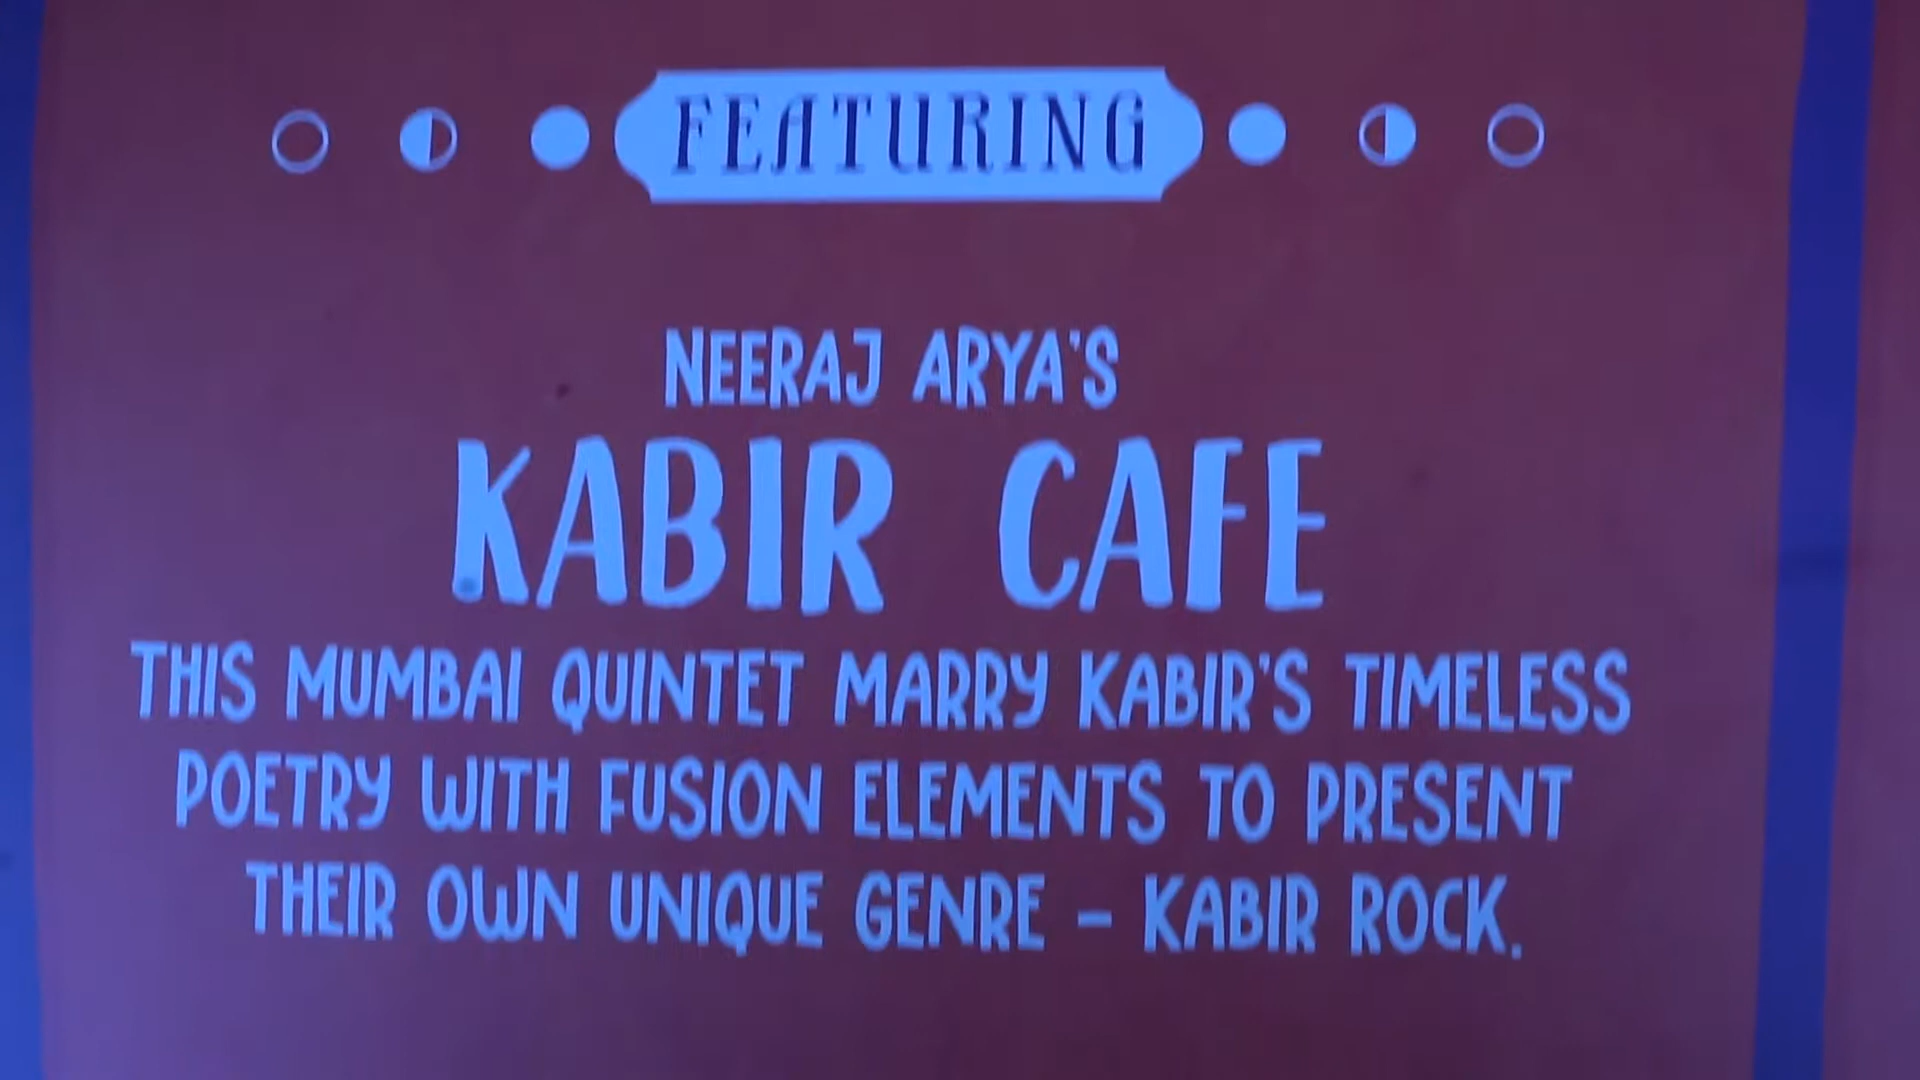 FEATURING
NEERAJ ARYA'S
KABIR CAFE
THIS MUMBAI QUINTET MARRY KABIR'S TIMELESS
POETRY WITH FUSION ELEMENTS TO PRESENT
THEIR OWN UNIQUE GENRE – KABIR ROCK.